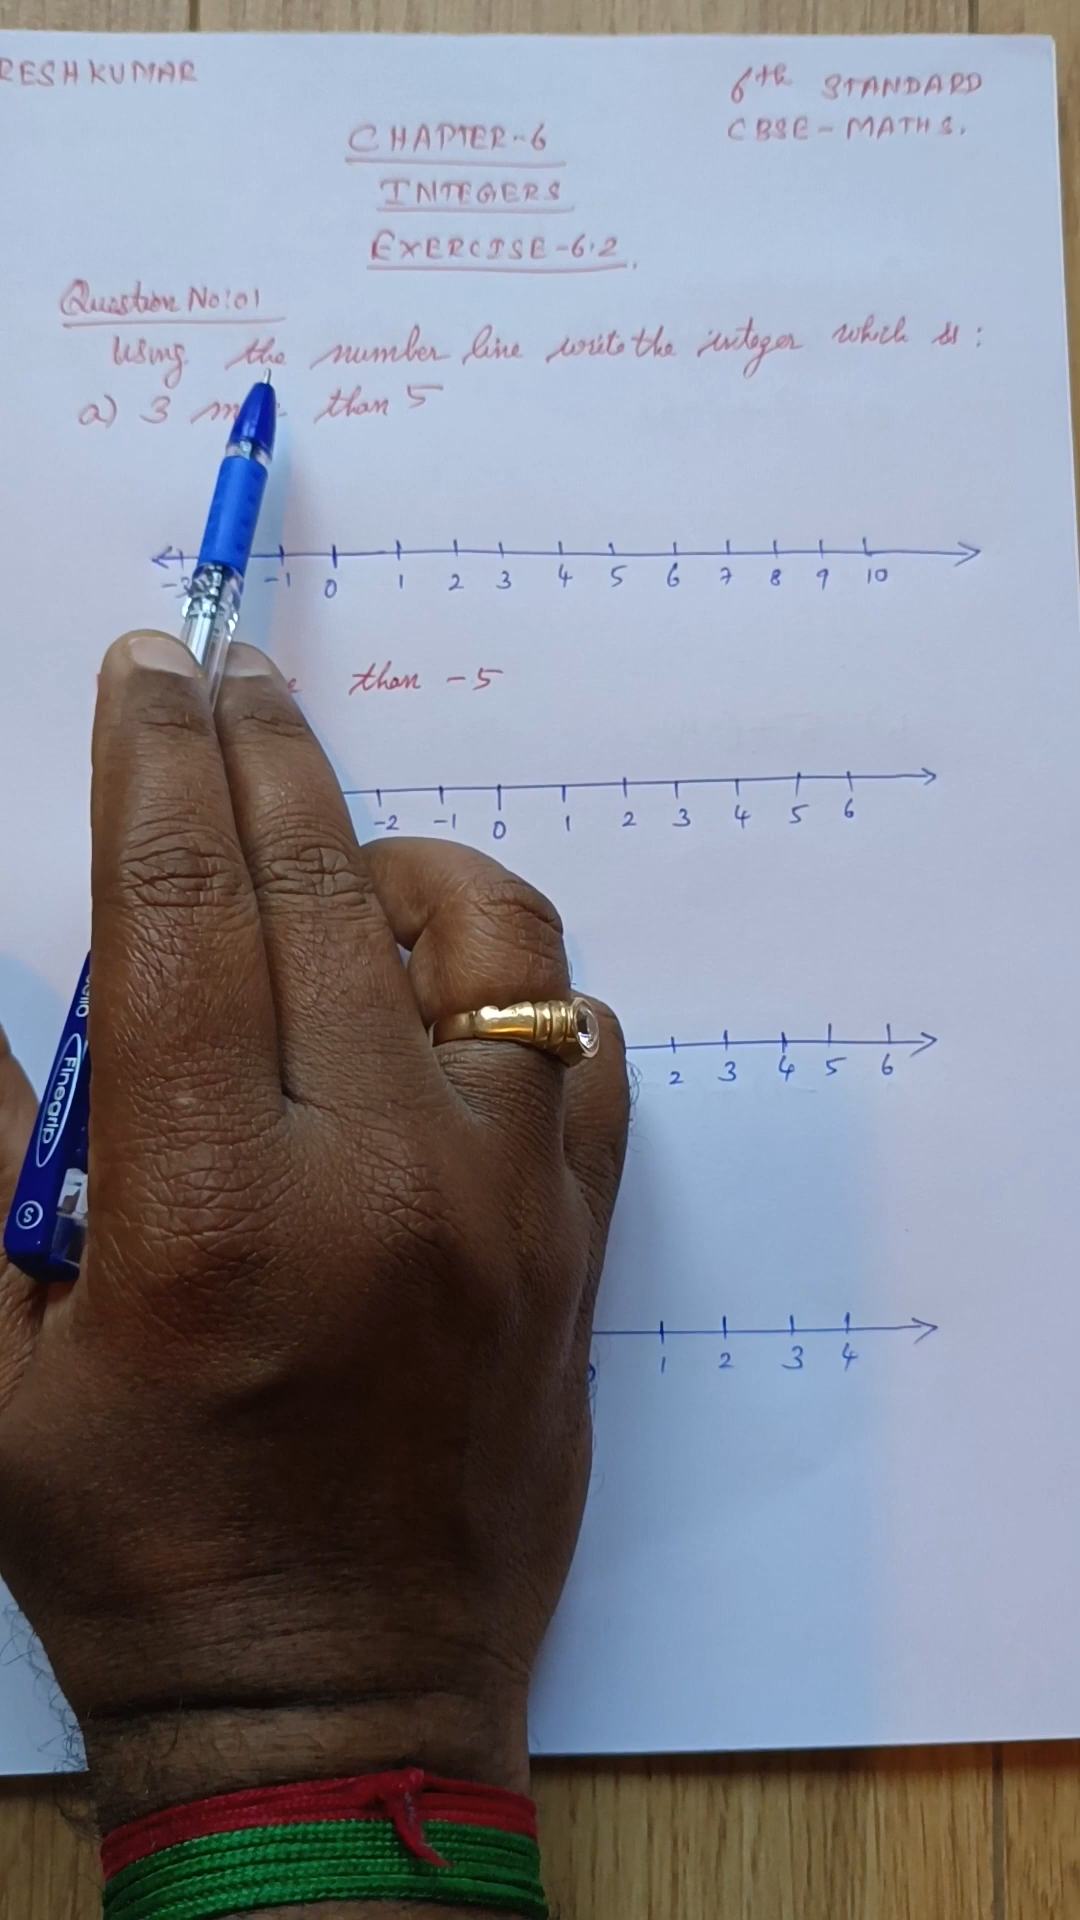 RESHKUMAR
6th STANDARD
CBSE-MATHS.
CHAPTER-6
INTEGERS
EXERCISE-6.2.
Question No:01
Using the number line write the integer which is:
a) 3 than 5
-1 0 1 2 3 4 5 6 7 8 9 10
than -5
-2 -1 0 1 2 3 4 5 6
2 3 4 5 6
Finegrip
S
1 2 3 4